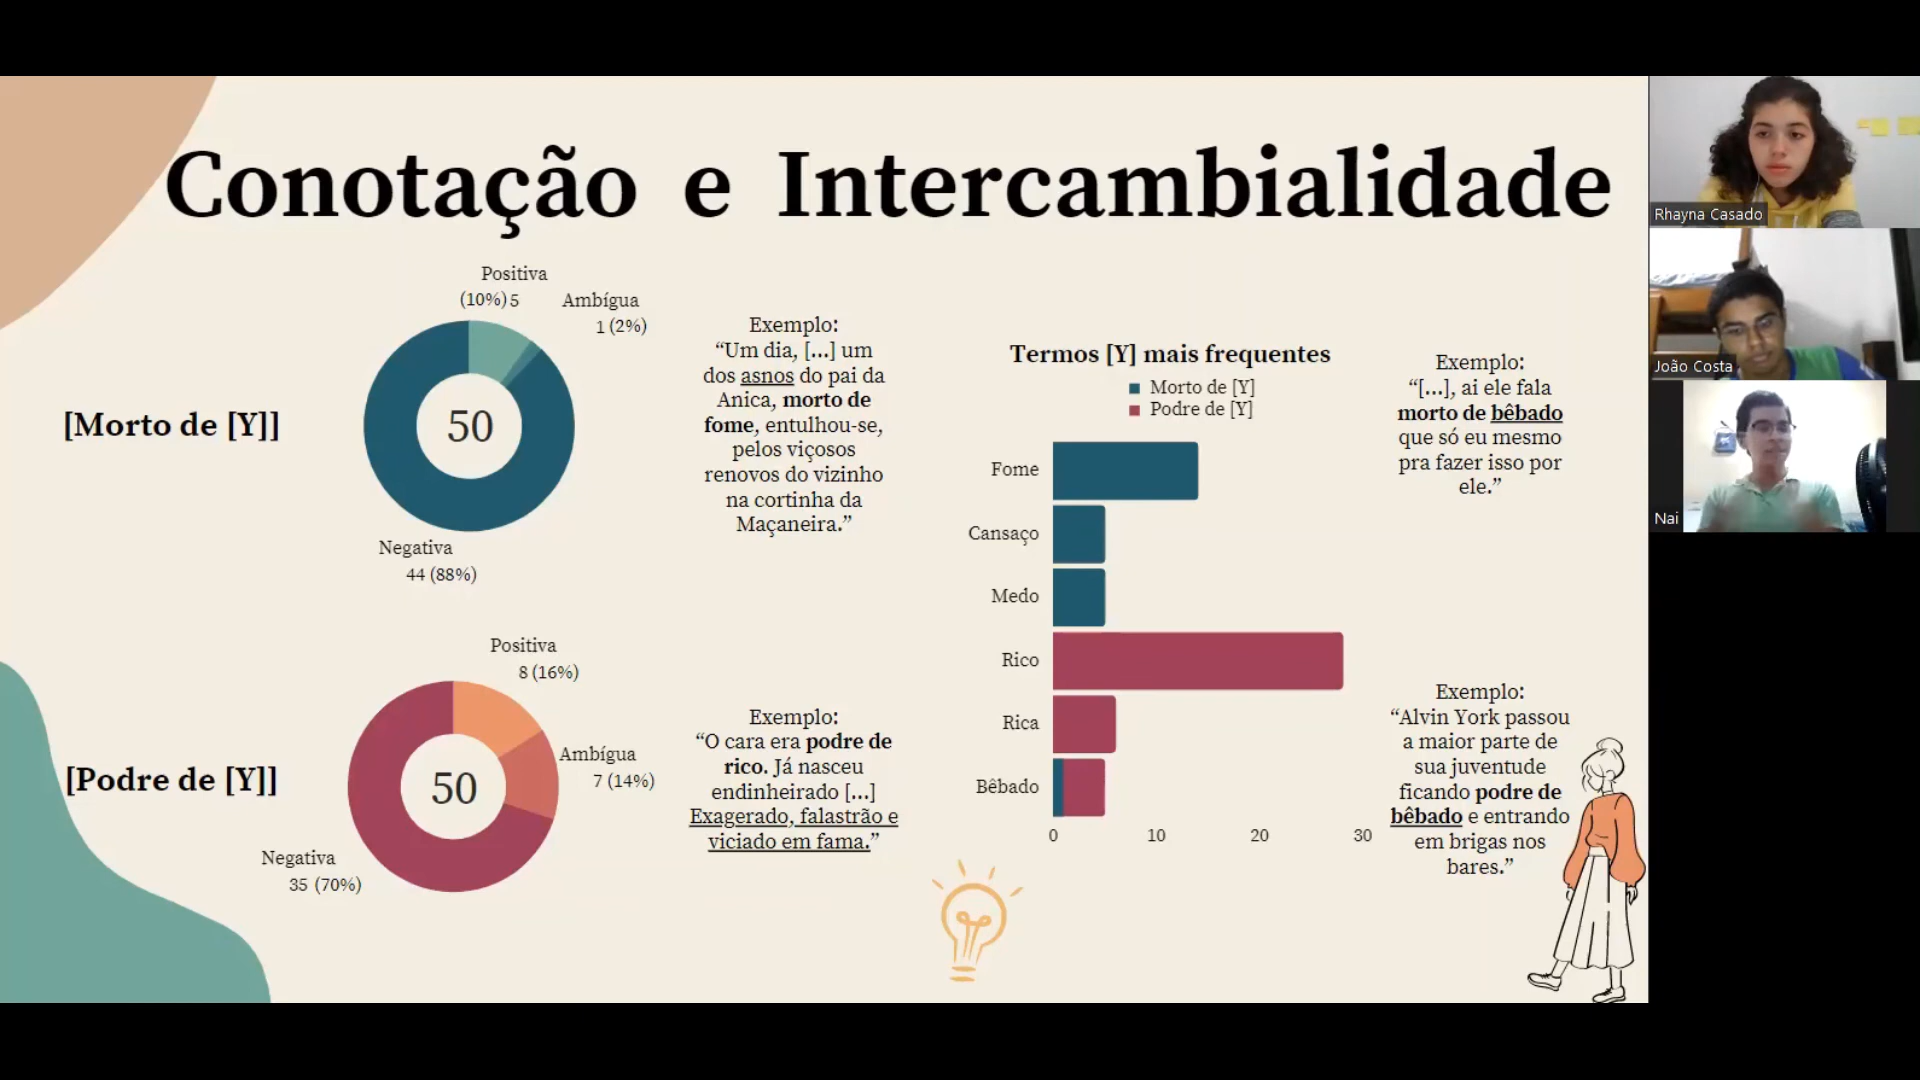 Conotação e Intercambialidade
[Morto de [Y]]
Positiva
(10%) 5
Ambígua
1 (2%)
50
Negativa
44 (88%)
Exemplo:
“Um dia, [...] um
dos asnos do pai da
Anica, morto de
fome, entulhou-se,
pelos viçosos
renovos do vizinho
na cortinha da
Maçaneira.”
[Podre de [Y]]
Positiva
8 (16%)
Ambígua
7 (14%)
50
Negativa
35 (70%)
Exemplo:
“O cara era podre de
rico. Já nasceu
endinheirado [...]
Exagerado, falastrão e
viciado em fama.”
Termos [Y] mais frequentes
Morto de [Y]
Podre de [Y]
Fome
Cansaço
Medo
Rico
Rica
Bêbado
0 10 20 30
Exemplo:
“[...], ai ele fala
morto de bêbado
que só eu mesmo
pra fazer isso por
ele.”
Exemplo:
“Alvin York passou
a maior parte de
sua juventude
ficando podre de
bêbado e entrando
em brigas nos
bares.”
Rhayna Casado
João Costa
Nai